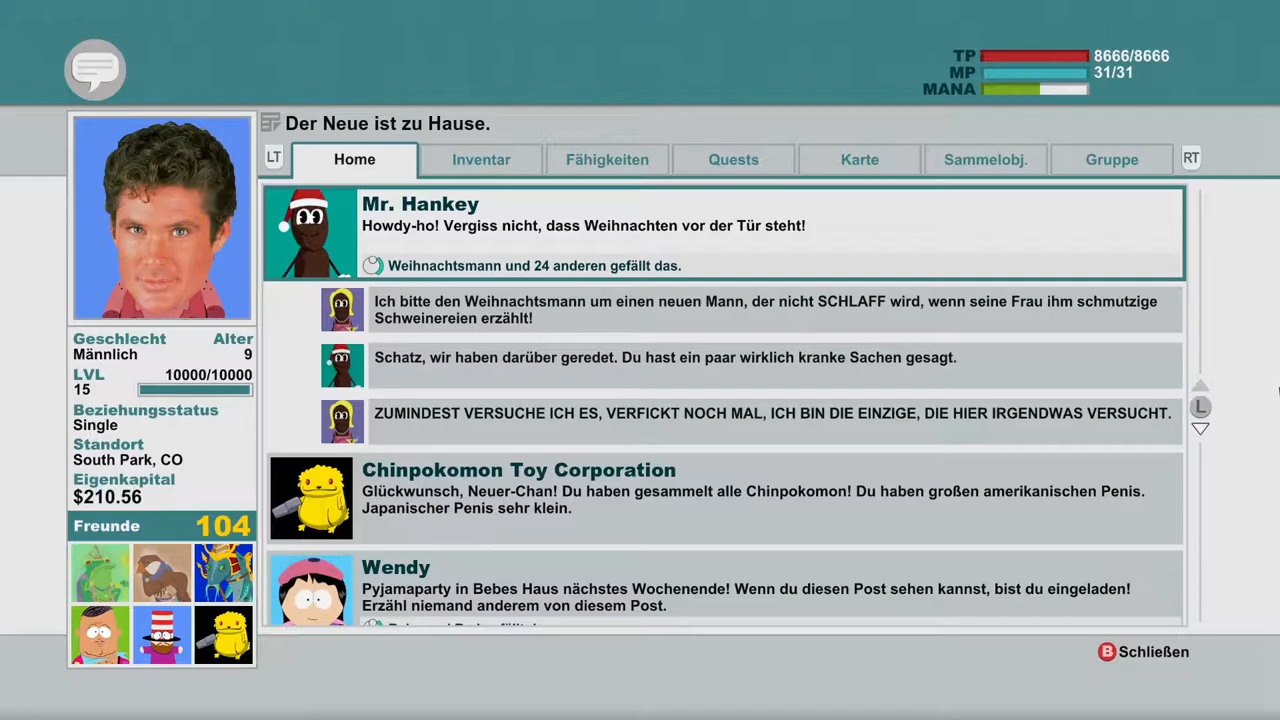 TP 8666/8666
MP 31/31
MANA
Der Neue ist zu Hause.
LT Home Inventar Fähigkeiten Quests Karte Sammelobj. Gruppe RT
Mr. Hankey
Howdy-ho! Vergiss nicht, dass Weihnachten vor der Tür steht!
Weihnachtsmann und 24 anderen gefällt das.
Ich bitte den Weihnachtsmann um einen neuen Mann, der nicht SCHLAFF wird, wenn seine Frau ihm schmutzige
Schweinereien erzählt!
Schatz, wir haben darüber geredet. Du hast ein paar wirklich kranke Sachen gesagt.
ZUMINDEST VERSUCHE ICH ES, VERFICKT NOCH MAL, ICH BIN DIE EINZIGE, DIE HIER IRGENDWAS VERSUCHT.
Chinpokomon Toy Corporation
Glückwunsch, Neuer-Chan! Du haben gesammelt alle Chinpokomon! Du haben großen amerikanischen Penis.
Japanischer Penis sehr klein.
Wendy
Pyjamaparty in Bebes Haus nächstes Wochenende! Wenn du diesen Post sehen kannst, bist du eingeladen!
Erzähl niemand anderem von diesem Post.
Geschlecht Alter
Männlich 9
LVL 10000/10000
15
Beziehungsstatus
Single
Standort
South Park, CO
Eigenkapital
$210.56
Freunde 104
L
B Schließen